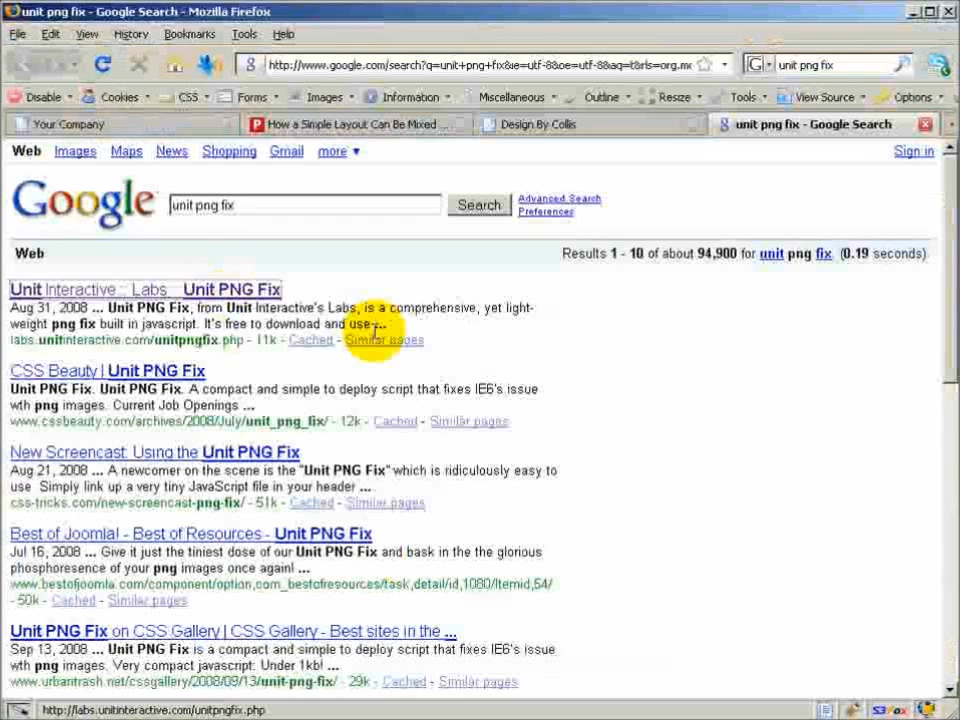 unit png fix - Google Search - Mozilla Firefox
File Edit View History Bookmarks Tools Help
http://www.google.com/search?q=unit+png+fix&ie=utf-8&oe=utf-8&aq=t&rls=org.mo
unit png fix
Disable Cookies CSS Forms Images Information Miscellaneous Outline Resize Tools View Source Options
Your Company
How a Simple Layout Can Be Mixed ...
Design By Collis
unit png fix - Google Search
Web Images Maps News Shopping Gmail more ▼
Sign in
Google
unit png fix
Search
Advanced Search
Preferences
Web
Results 1 - 10 of about 94,900 for unit png fix. (0.19 seconds)
Unit Interactive :: Labs Unit PNG Fix
Aug 31, 2008 ... Unit PNG Fix, from Unit Interactive's Labs, is a comprehensive, yet light-
weight png fix built in javascript. It's free to download and use ...
labs.unitinteractive.com/unitpngfix.php - 11k - Cached - Similar pages
CSS Beauty | Unit PNG Fix
Unit PNG Fix. Unit PNG Fix. A compact and simple to deploy script that fixes IE6's issue
wth png images. Current Job Openings ...
www.cssbeauty.com/archives/2008/July/unit_png_fix/ - 12k - Cached - Similar pages
New Screencast: Using the Unit PNG Fix
Aug 21, 2008 ... A newcomer on the scene is the "Unit PNG Fix" which is ridiculously easy to
use Simply link up a very tiny JavaScript file in your header ...
css-tricks.com/new-screencast-png-fix/ - 51k - Cached - Similar pages
Best of Joomla! - Best of Resources - Unit PNG Fix
Jul 16, 2008 ... Give it just the tiniest dose of our Unit PNG Fix and bask in the the glorious
phosphoresence of your png images once again! ...
www.bestofjoomla.com/component/option,com_bestofresources/task,detail/id,1080/Itemid,54/
- 50k - Cached - Similar pages
Unit PNG Fix on CSS Gallery | CSS Gallery - Best sites in the ...
Sep 13, 2008 ... Unit PNG Fix is a compact and simple to deploy script that fixes IE6's issue
wth png images. Very compact javascript: Under 1kb! ...
www.urbantrash.net/cssgallery/2008/09/13/unit-png-fix/ - 29k - Cached - Similar pages
http://labs.unitinteractive.com/unitpngfix.php
S3Fox